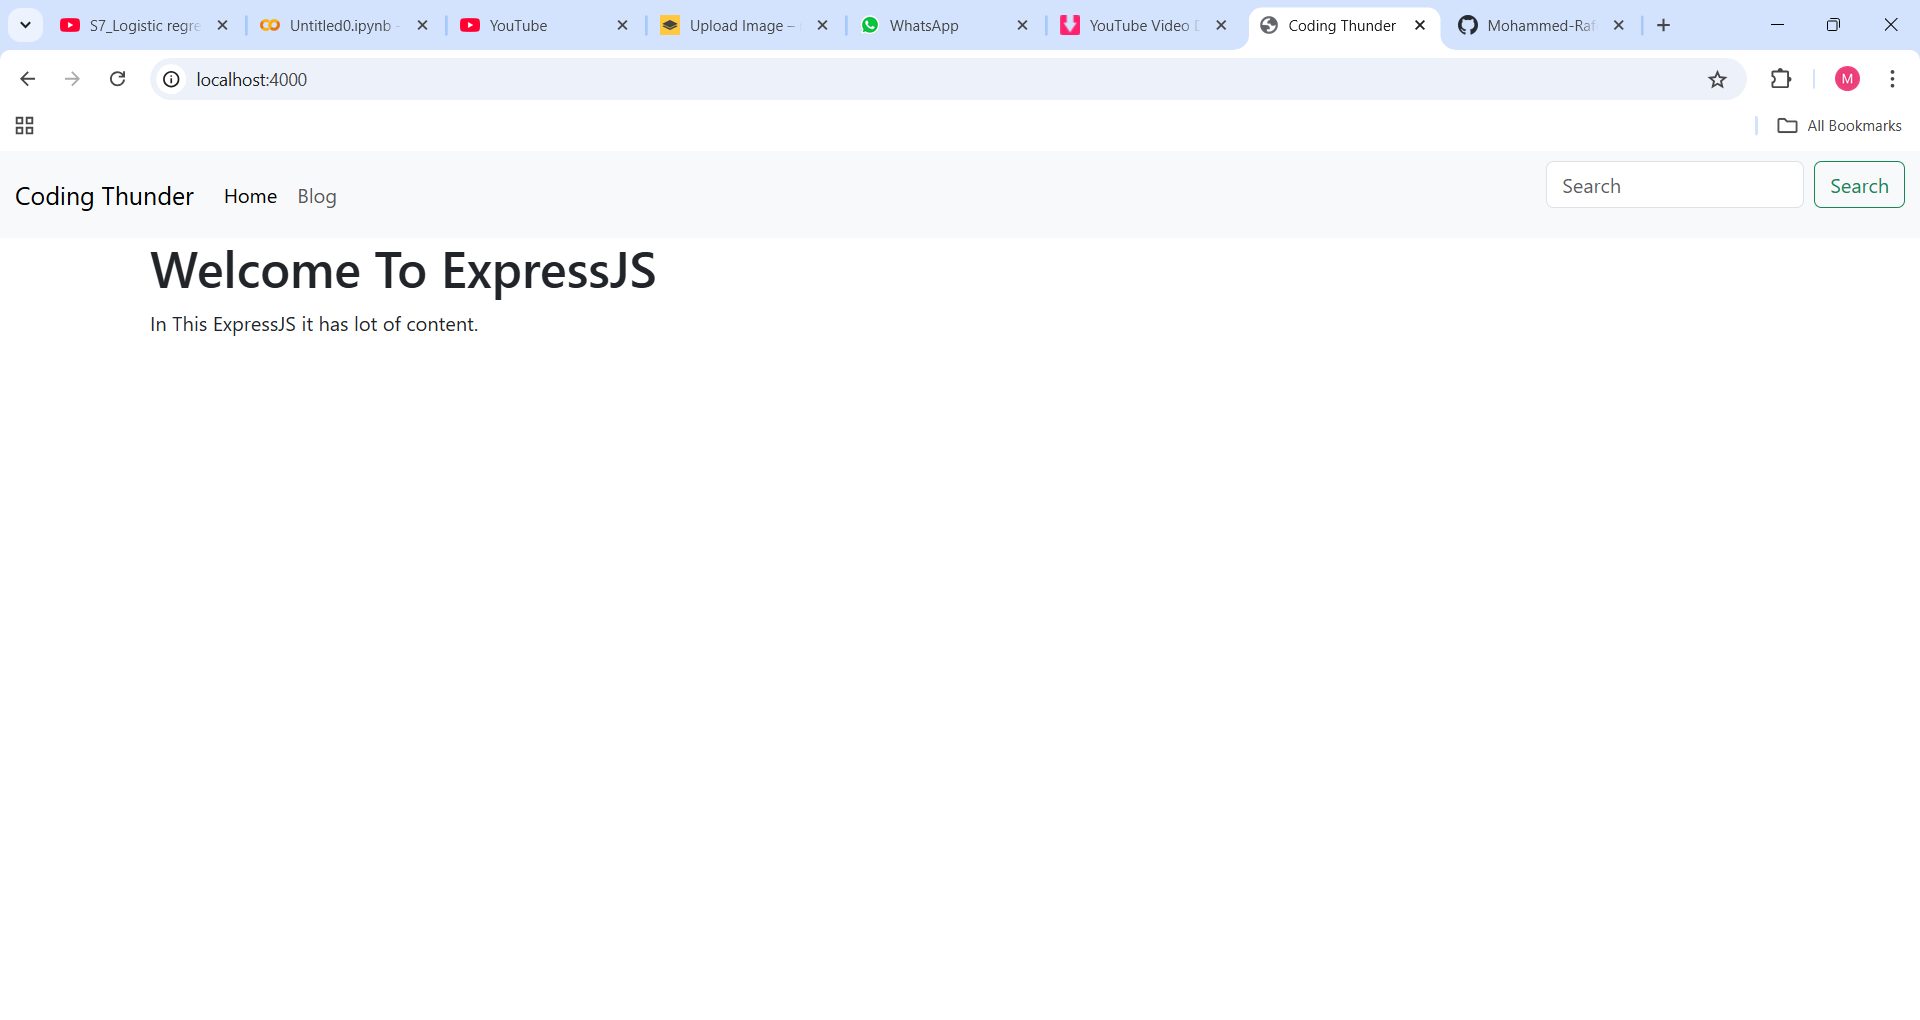 S7_Logistic regre
Untitled0.ipynb -
YouTube
Upload Image –
WhatsApp
YouTube Video D
Coding Thunder
Mohammed-Raf
localhost:4000
M
All Bookmarks
Coding Thunder
Home
Blog
Search
Search
Welcome To ExpressJS
In This ExpressJS it has lot of content.